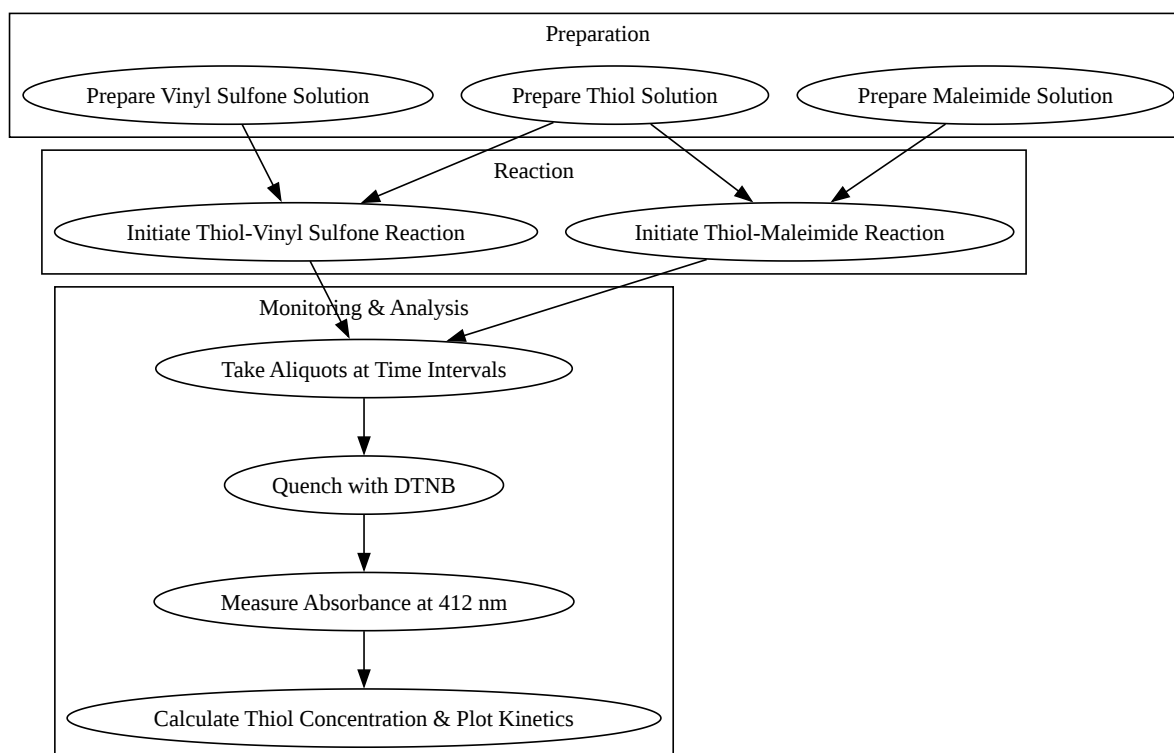 Preparation
Prepare Vinyl Sulfone Solution
Prepare Thiol Solution
Prepare Maleimide Solution
Reaction
Initiate Thiol-Vinyl Sulfone Reaction
Initiate Thiol-Maleimide Reaction
Monitoring & Analysis
Take Aliquots at Time Intervals
Quench with DTNB
Measure Absorbance at 412 nm
Calculate Thiol Concentration & Plot Kinetics